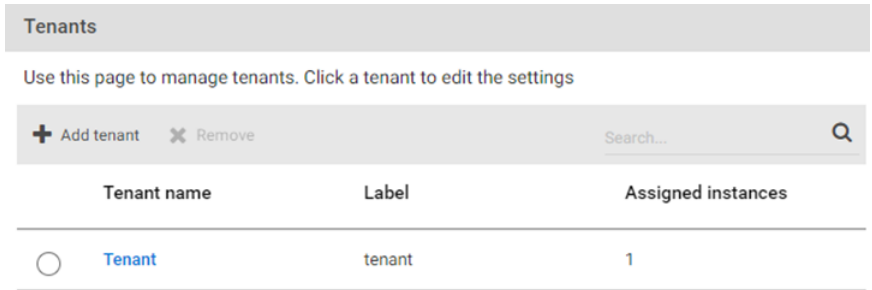 Tenants
Use this page to manage tenants. Click a tenant to edit the settings
Add tenant Remove Search...
Tenant name Label Assigned instances
Tenant tenant 1